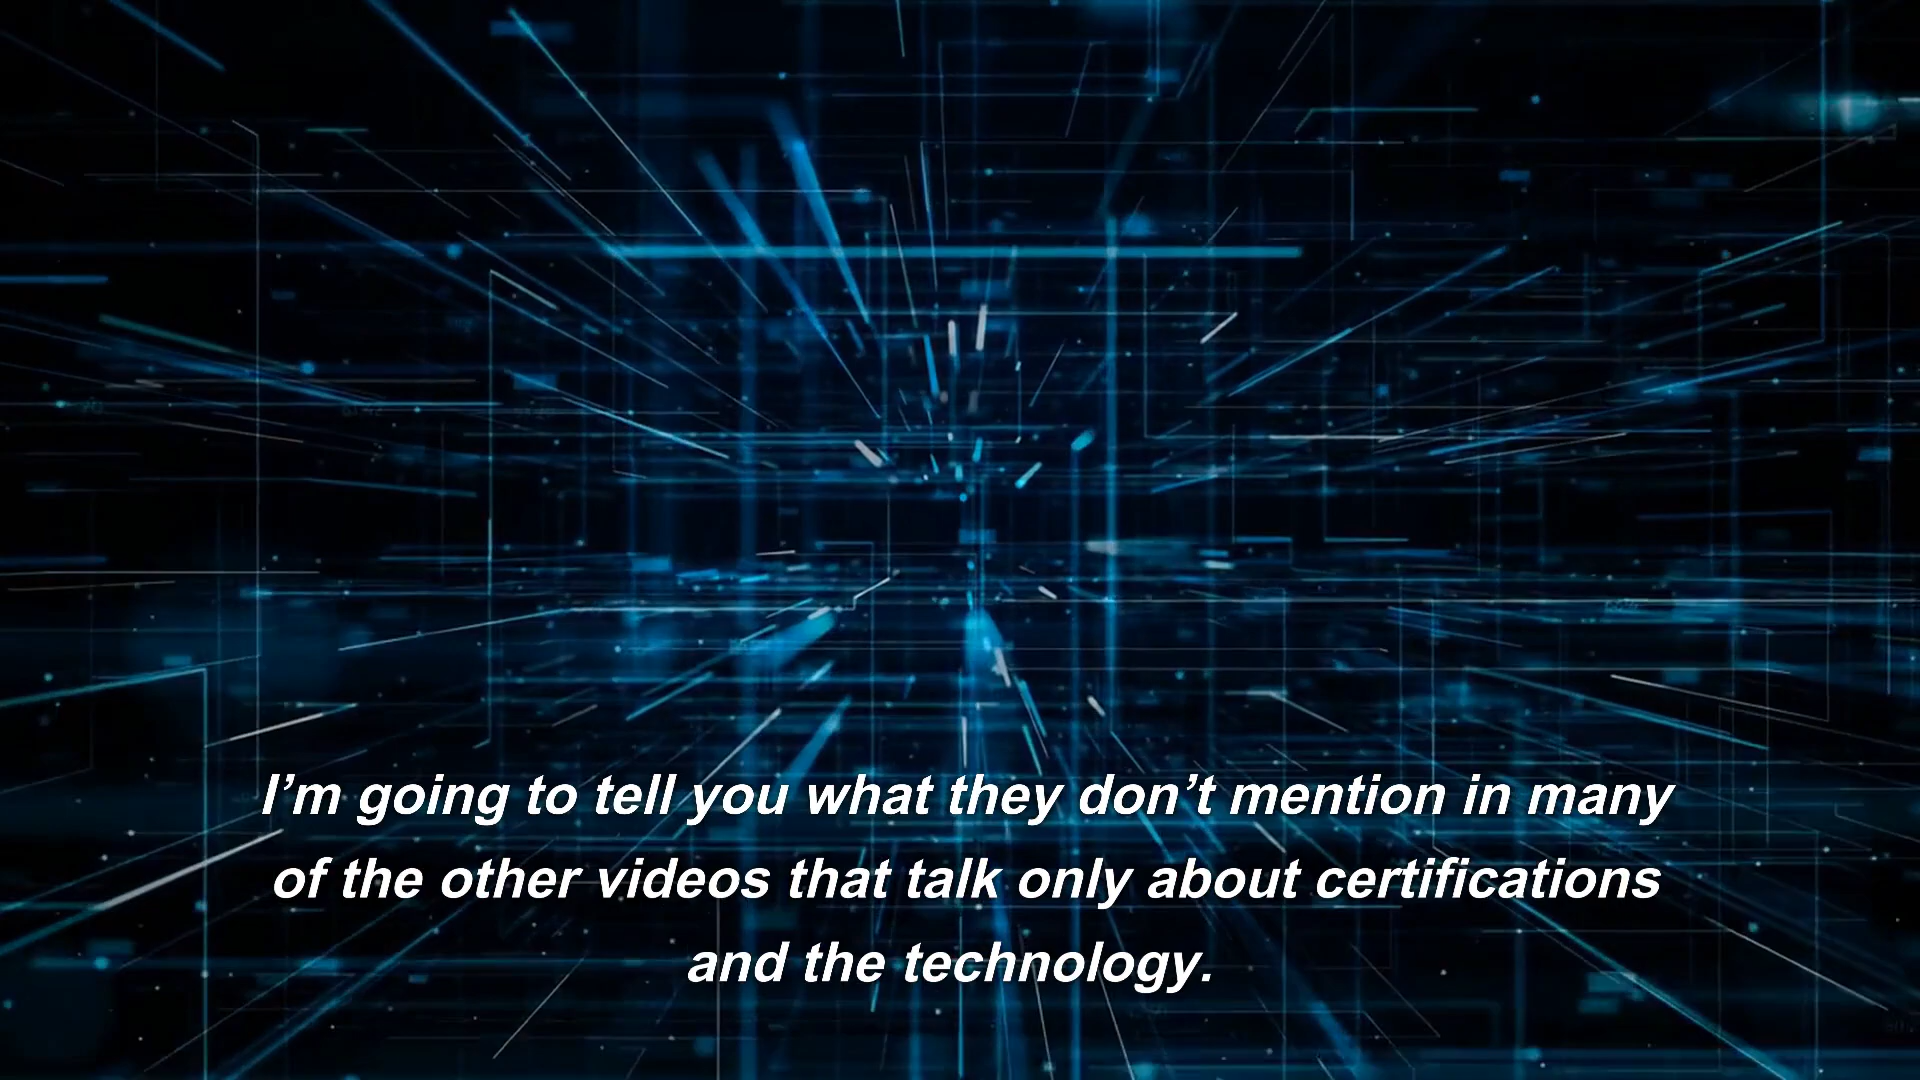 I’m going to tell you what they don’t mention in many
of the other videos that talk only about certifications
and the technology.